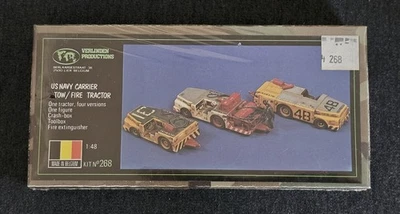 VERLINDEN
PRODUCTIONS
US NAVY CARRIER
TOW/FIRE TRACTOR
One tractor, four versions
One figure
Crash-box
Toolbox
Fire extinguisher
1:48
MADE IN BELGIUM
KIT N° 268
268
48